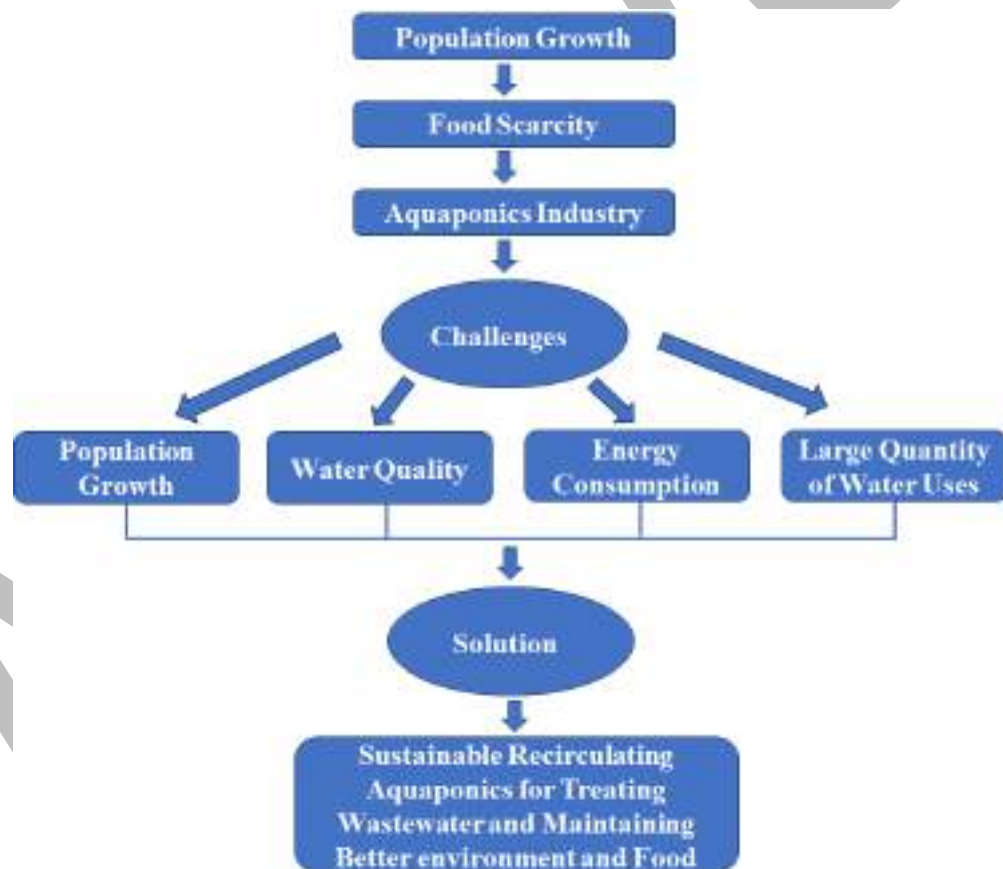 Population Growth
Food Scarcity
Aquaponics Industry
Challenges
Population
Growth
Water Quality
Energy
Consumption
Large Quantity
of Water Uses
Solution
Sustainable Recirculating
Aquaponics for Treating
Wastewater and Maintaining
Better environment and Food